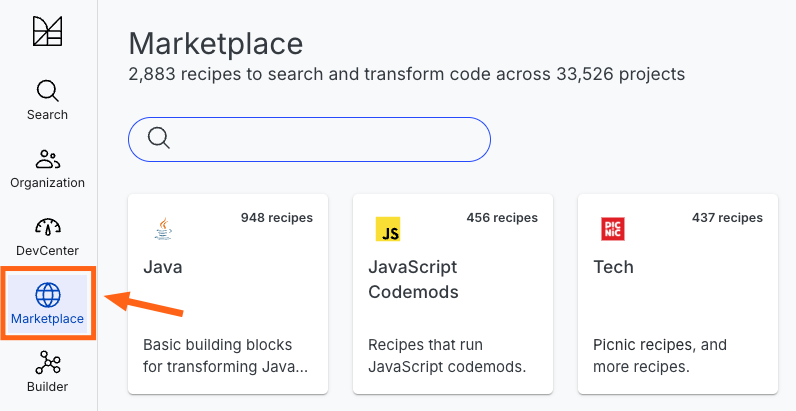 Marketplace
2,883 recipes to search and transform code across 33,526 projects
Search
Organization
DevCenter
Marketplace
Builder
948 recipes
Java
Basic building blocks
for transforming Java...
456 recipes
JS
JavaScript
Codemods
Recipes that run
JavaScript codemods.
437 recipes
PIC
NIC
Tech
Picnic recipes, and
more recipes.